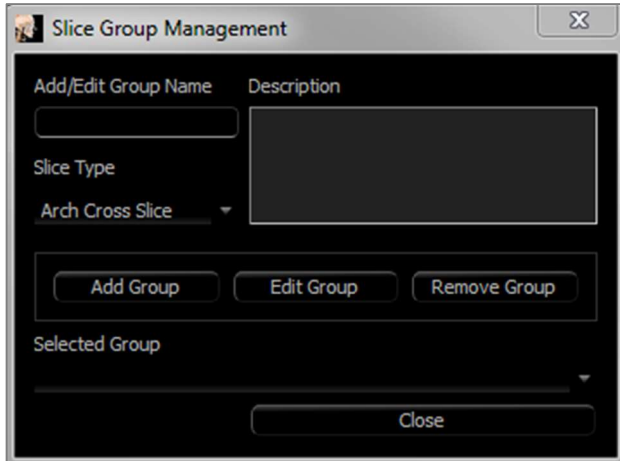 Slice Group Management
Add/Edit Group Name
Description
Slice Type
Arch Cross Slice
Add Group
Edit Group
Remove Group
Selected Group
Close